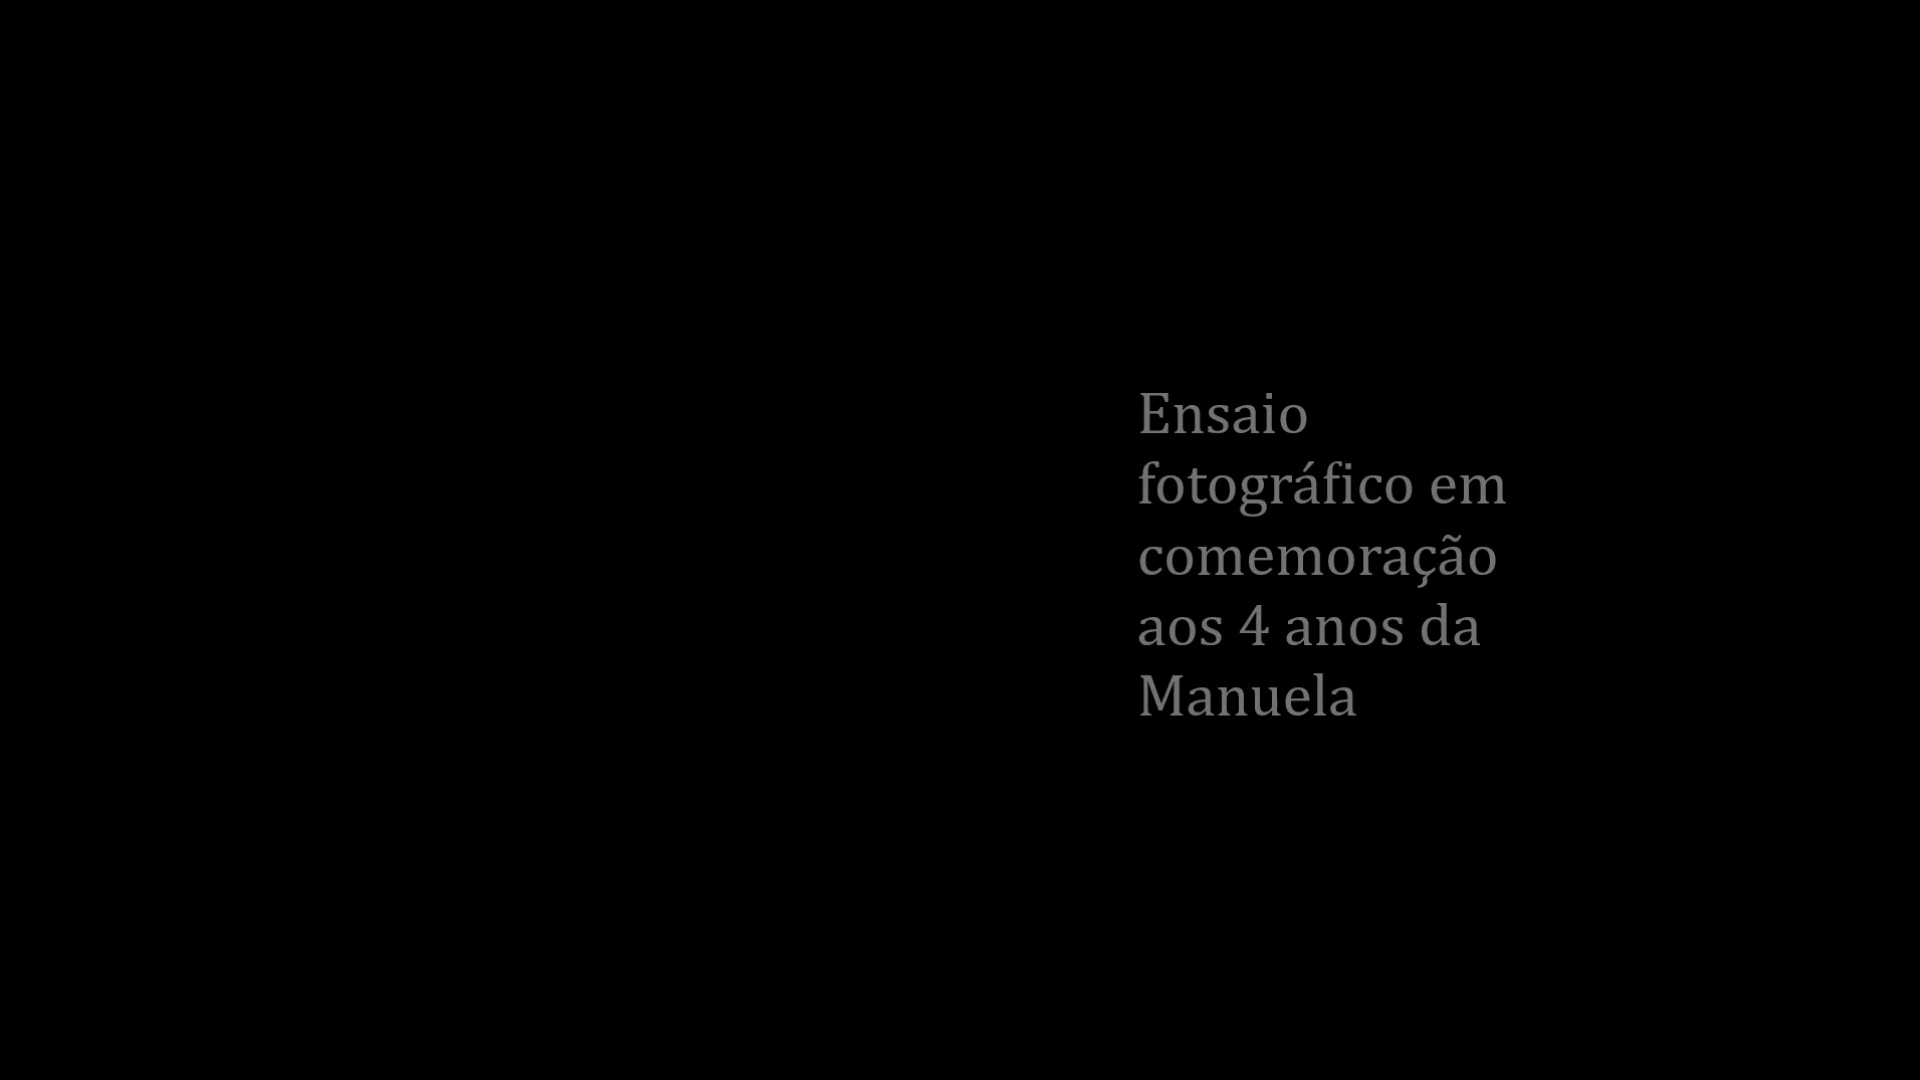 Ensaio
fotográfico em
comemoração
aos 4 anos da
Manuela